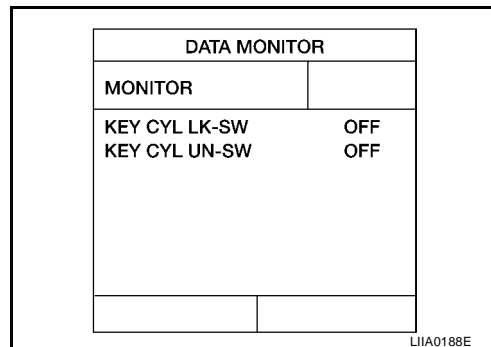 DATA MONITOR
MONITOR
KEY CYL LK-SW OFF
KEY CYL UN-SW OFF
LIIA0188E